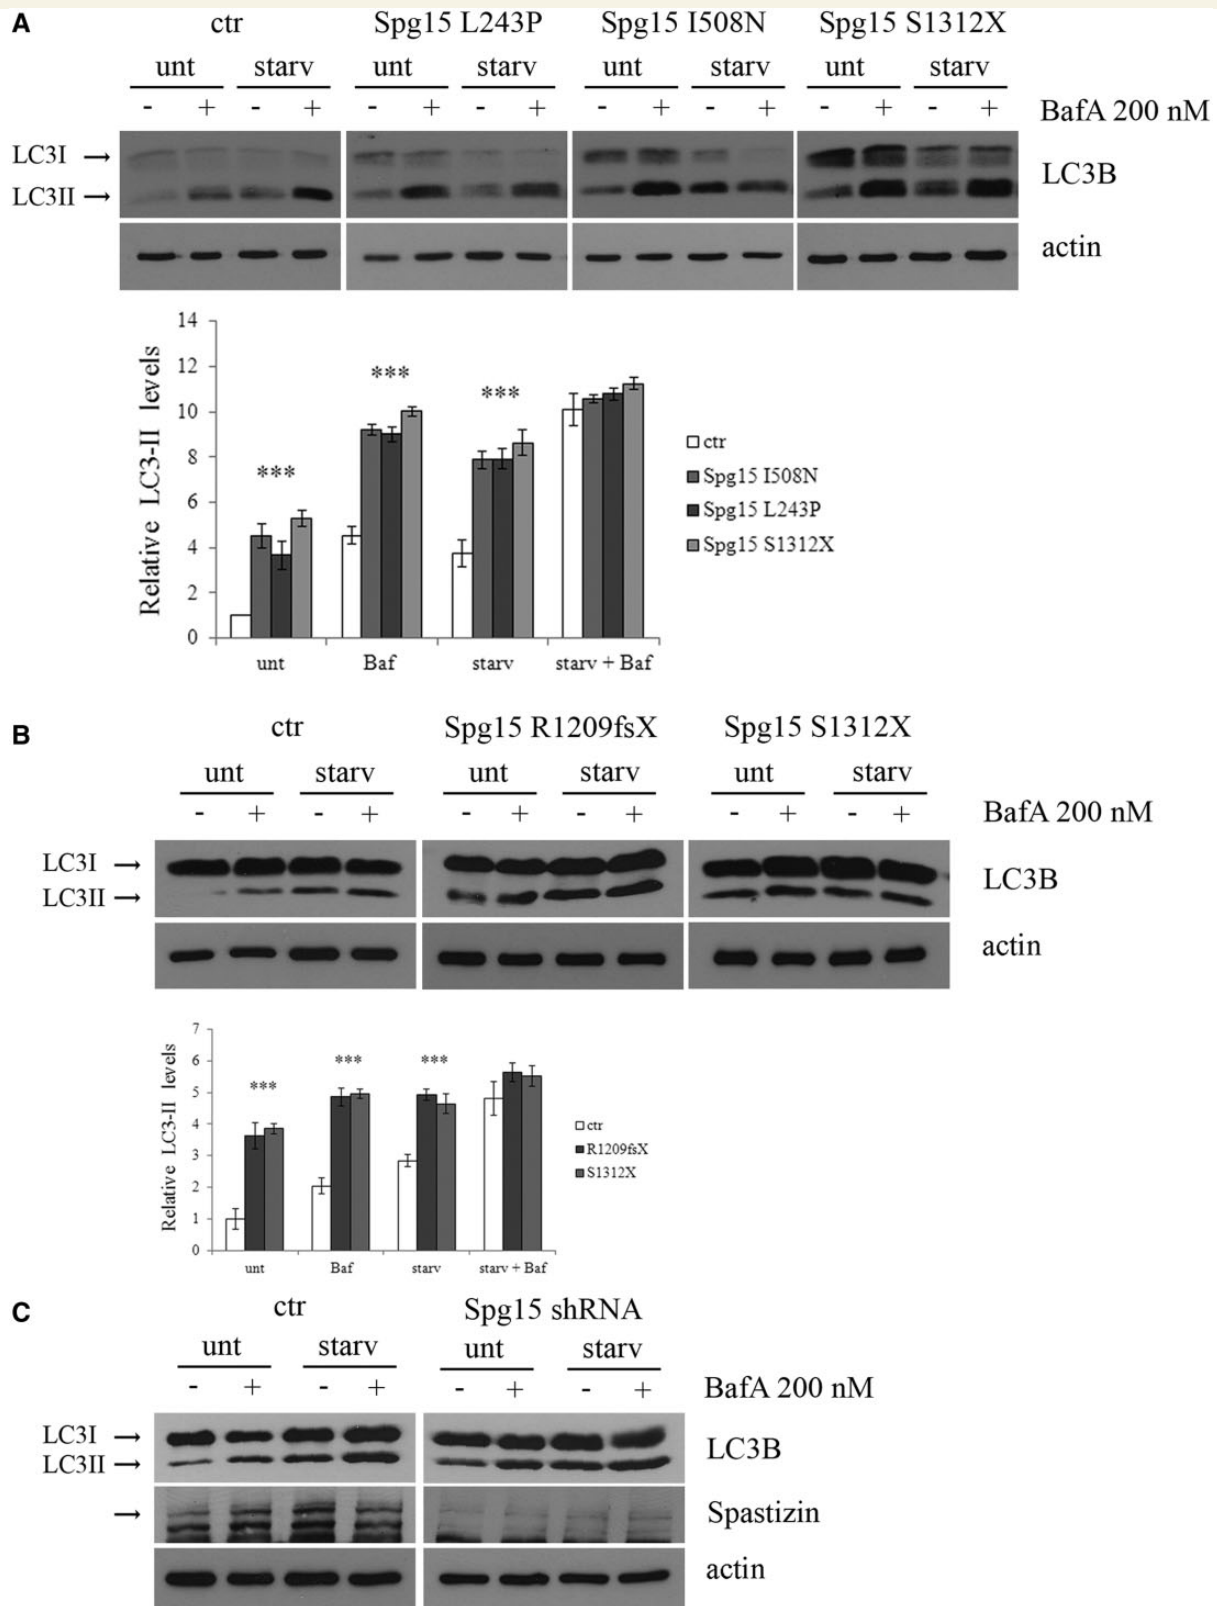 A
ctr Spg15 L243P Spg15 I508N Spg15 S1312X
unt starv unt starv unt starv unt starv
- + - + - + - + - + - + - + - + BafA 200 nM
LC3I →
LC3B
LC3II →
actin
14
12
10
8
6
4
2
0
Relative LC3-II levels
*** *** ***
unt Baf starv starv + Baf
ctr
Spg15 I508N
Spg15 L243P
Spg15 S1312X
B
ctr Spg15 R1209fsX Spg15 S1312X
unt starv unt starv unt starv
- + - + - + - + - + - + BafA 200 nM
LC3I →
LC3B
LC3II →
actin
7
6
5
4
3
2
1
0
Relative LC3-II levels
*** *** ***
unt Baf starv starv + Baf
ctr
R1209fsX
S1312X
C
ctr Spg15 shRNA
unt starv unt starv
- + - + - + - + BafA 200 nM
LC3I →
LC3B
LC3II →
→ Spastizin
actin